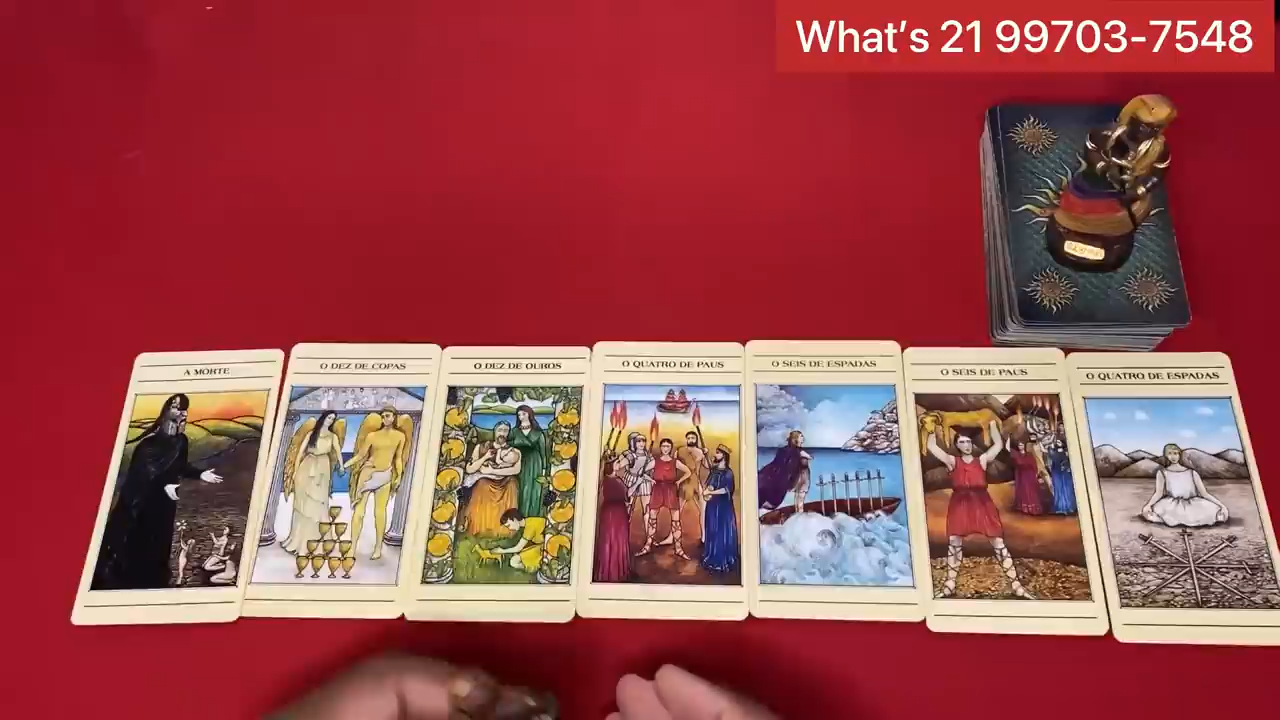 What's 21 99703-7548
A MORTE
O DEZ DE COPAS
O DEZ DE OUROS
O QUATRO DE PAUS
O SEIS DE ESPADAS
O SEIS DE PAUS
O QUATRO DE ESPADAS